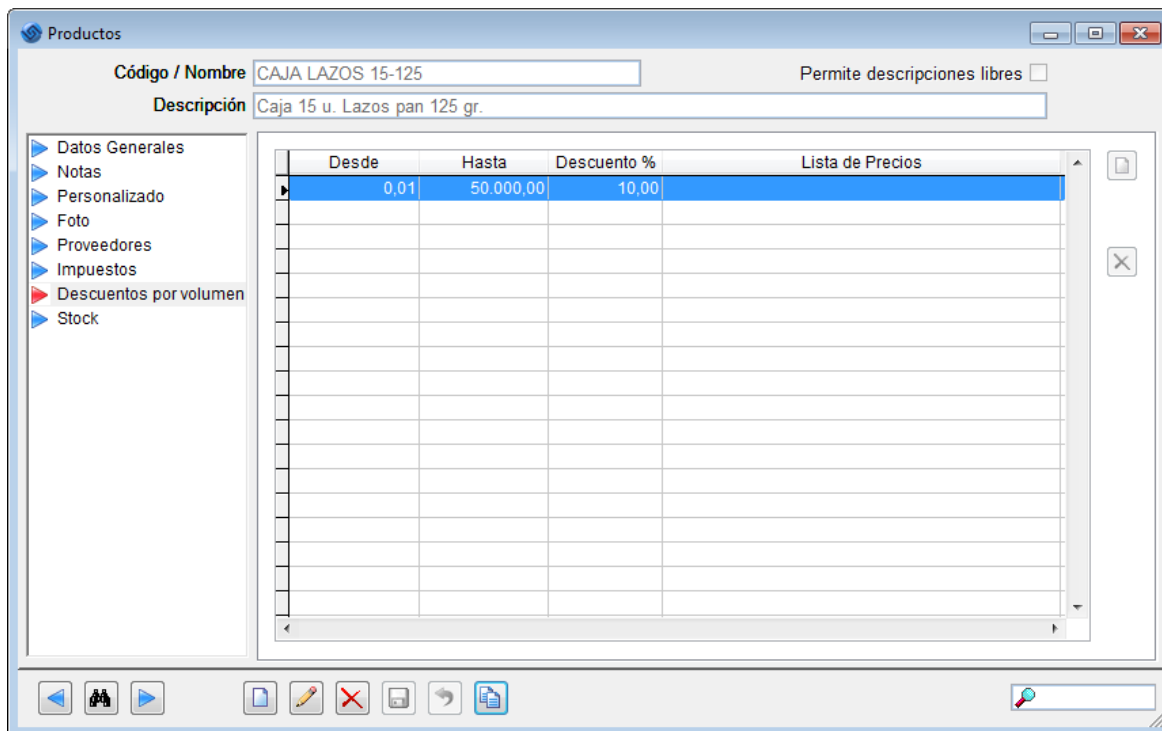 Productos
Código / Nombre CAJA LAZOS 15-125 Permite descripciones libres
Descripción Caja 15 u. Lazos pan 125 gr.
Datos Generales
Notas
Personalizado
Foto
Proveedores
Impuestos
Descuentos por volumen
Stock
Desde Hasta Descuento % Lista de Precios
0,01 50.000,00 10,00